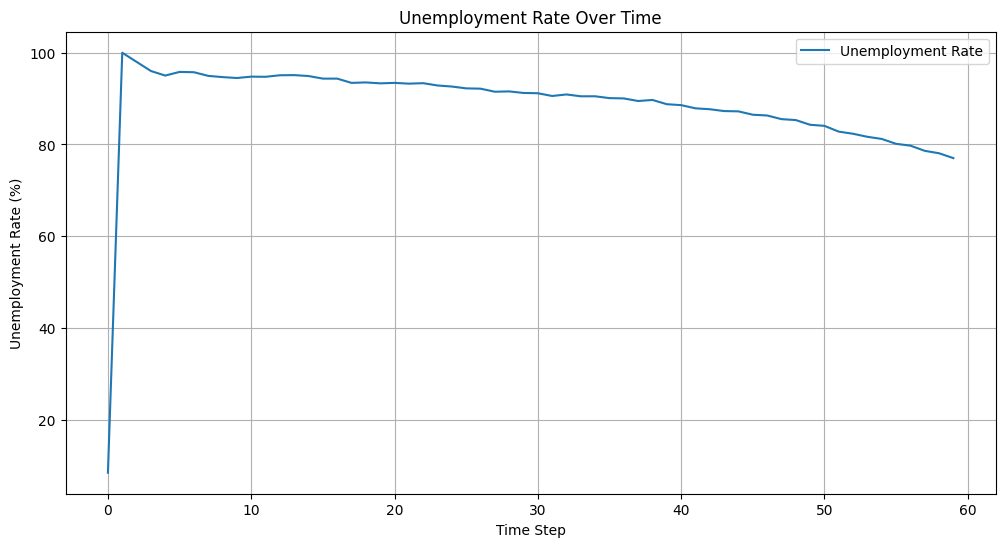 Unemployment Rate Over Time
Unemployment Rate
Unemployment Rate (%)
100
80
60
40
20
0 10 20 30 40 50 60
Time Step